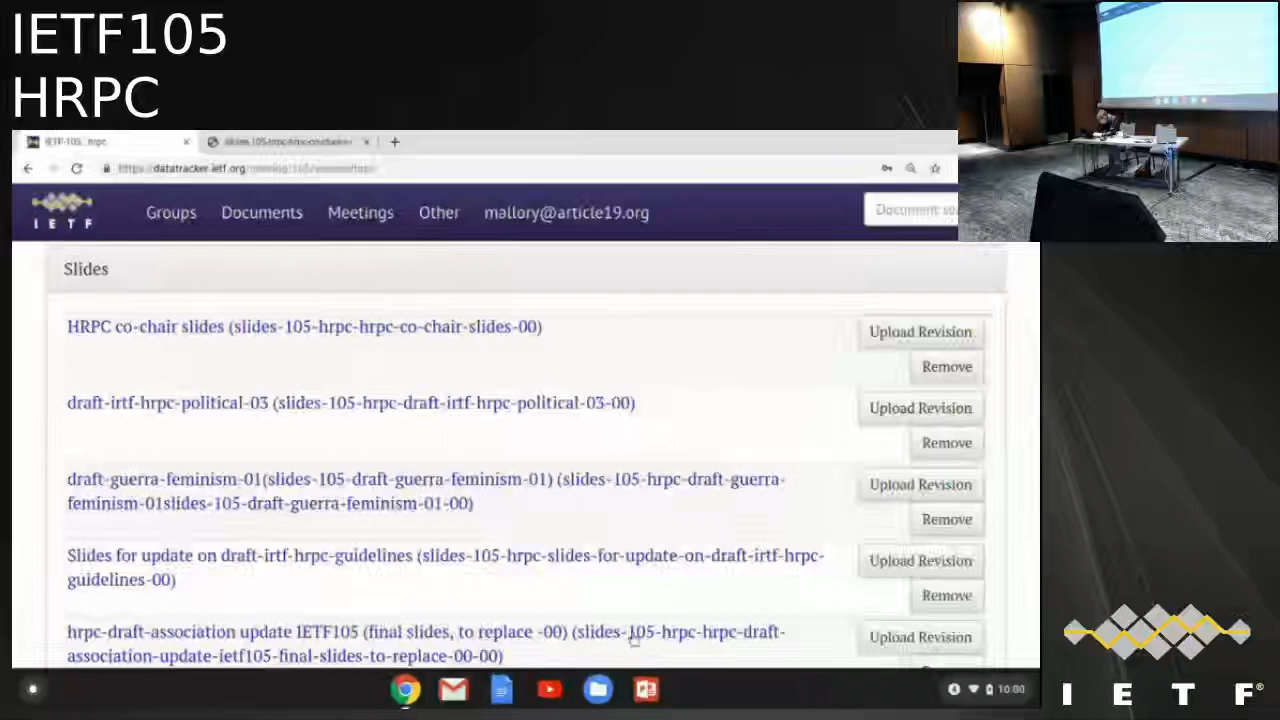 IETF105
HRPC
IETF-105 hrpc
https://datatracker.ietf.org
I E T F
Groups
Documents
Meetings
Other
mallory@article19.org
Slides
HRPC co-chair slides (slides-105-hrpc-hrpc-co-chair-slides-00)
Upload Revision
Remove
draft-irtf-hrpc-political-03 (slides-105-hrpc-draft-irtf-hrpc-political-03-00)
Upload Revision
Remove
draft-guerra-feminism-01(slides-105-draft-guerra-feminism-01) (slides-105-hrpc-draft-guerra-
feminism-01slides-105-draft-guerra-feminism-01-00)
Upload Revision
Remove
Slides for update on draft-irtf-hrpc-guidelines (slides-105-hrpc-slides-for-update-on-draft-irtf-hrpc-
guidelines-00)
Upload Revision
Remove
hrpc-draft-association update IETF105 (final slides, to replace -00) (slides-105-hrpc-hrpc-draft-
association-update-ietf105-final-slides-to-replace-00-00)
Upload Revision
10:00
I E T F®